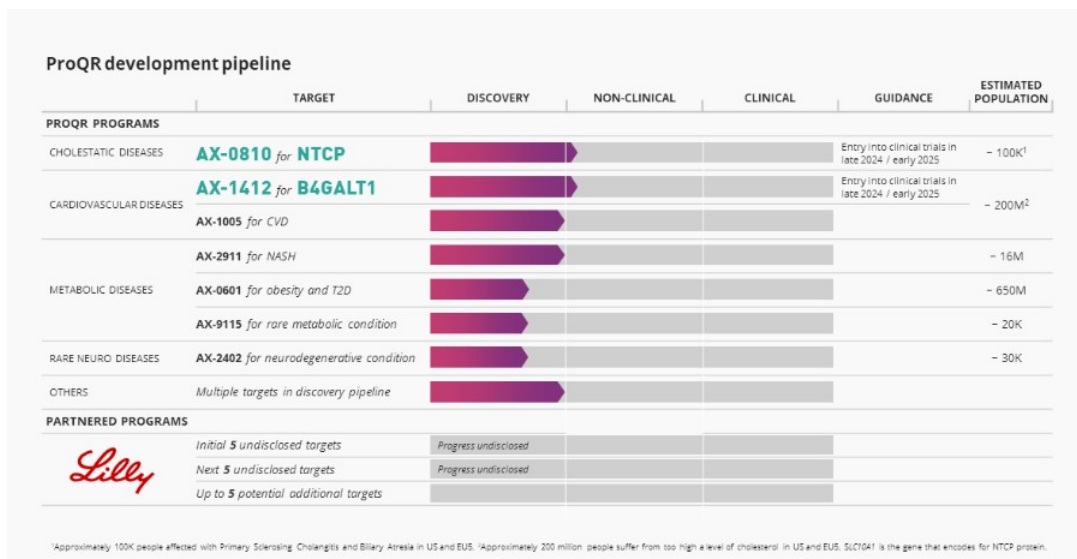 ProQR development pipeline
TARGET
DISCOVERY
NON-CLINICAL
CLINICAL
GUIDANCE
ESTIMATED
POPULATION
PROQR PROGRAMS
CHOLESTATIC DISEASES
AX-0810 for NTCP
Entry into clinical trials in
late 2024 / early 2025
~ 100K¹
CARDIOVASCULAR DISEASES
AX-1412 for B4GALT1
Entry into clinical trials in
late 2024 / early 2025
~ 200M²
AX-1005 for CVD
METABOLIC DISEASES
AX-2911 for NASH
~ 16M
AX-0601 for obesity and T2D
~ 650M
AX-9115 for rare metabolic condition
~ 20K
RARE NEURO DISEASES
AX-2402 for neurodegenerative condition
~ 30K
OTHERS
Multiple targets in discovery pipeline
PARTNERED PROGRAMS
Lilly
Initial 5 undisclosed targets
Progress undisclosed
Next 5 undisclosed targets
Progress undisclosed
Up to 5 potential additional targets
¹Approximately 100K people affected with Primary Sclerosing Cholangitis and Biliary Atresia in US and EU5. ²Approximately 200 million people suffer from too high a level of cholesterol in US and EU5. SLC10A1 is the gene that encodes for NTCP protein.